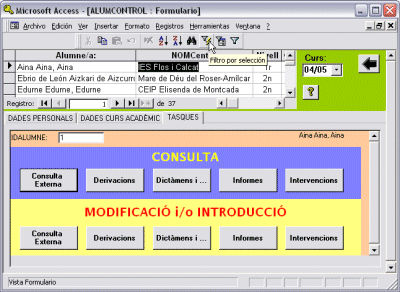 Microsoft Access - [ALUMCONTROL : Formulario]
Archivo Edición Ver Insertar Formato Registros Herramientas Ventana ?
Alumne/a: NOMCent Nivell
Filtro por selección
Aina Aina, Aina IES Flos i Calcat 1r
Ebrio de León Aizkari de Aizcurri Mare de Déu del Roser-Amílcar 2n
Edurne Edurne, Edurne CEIP Elisenda de Montcada 2n
Curs:
04/05
?
Registro: 1 de 37
DADES PERSONALS DADES CURS ACADÈMIC TASQUES
IDALUMNE: 1 Aina Aina, Aina
CONSULTA
Consulta Externa Derivacions Dictàmens i ... Informes Intervencions
MODIFICACIÓ i/o INTRODUCCIÓ
Consulta Externa Derivacions Dictàmens i ... Informes Intervencions
Vista Formulario